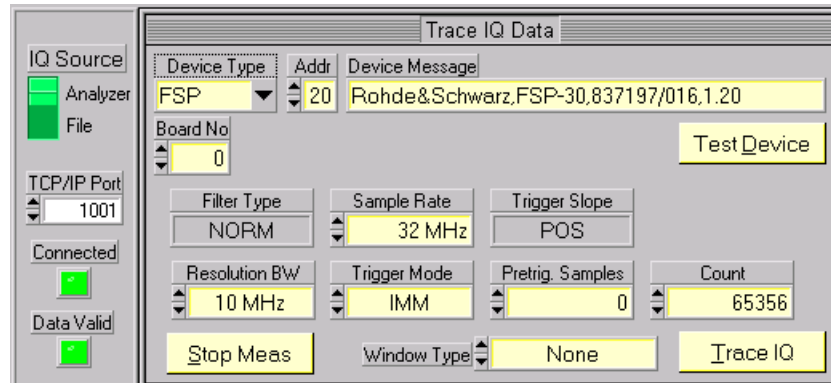 Trace IQ Data
IQ Source
Analyzer
File
TCP/IP Port
1001
Connected
Data Valid
Device Type Addr Device Message
FSP 20 Rohde&Schwarz,FSP-30,837197/016,1.20
Board No
0
Test Device
Filter Type Sample Rate Trigger Slope
NORM 32 MHz POS
Resolution BW Trigger Mode Pretrig. Samples Count
10 MHz IMM 0 65356
Stop Meas Window Type None Trace IQ